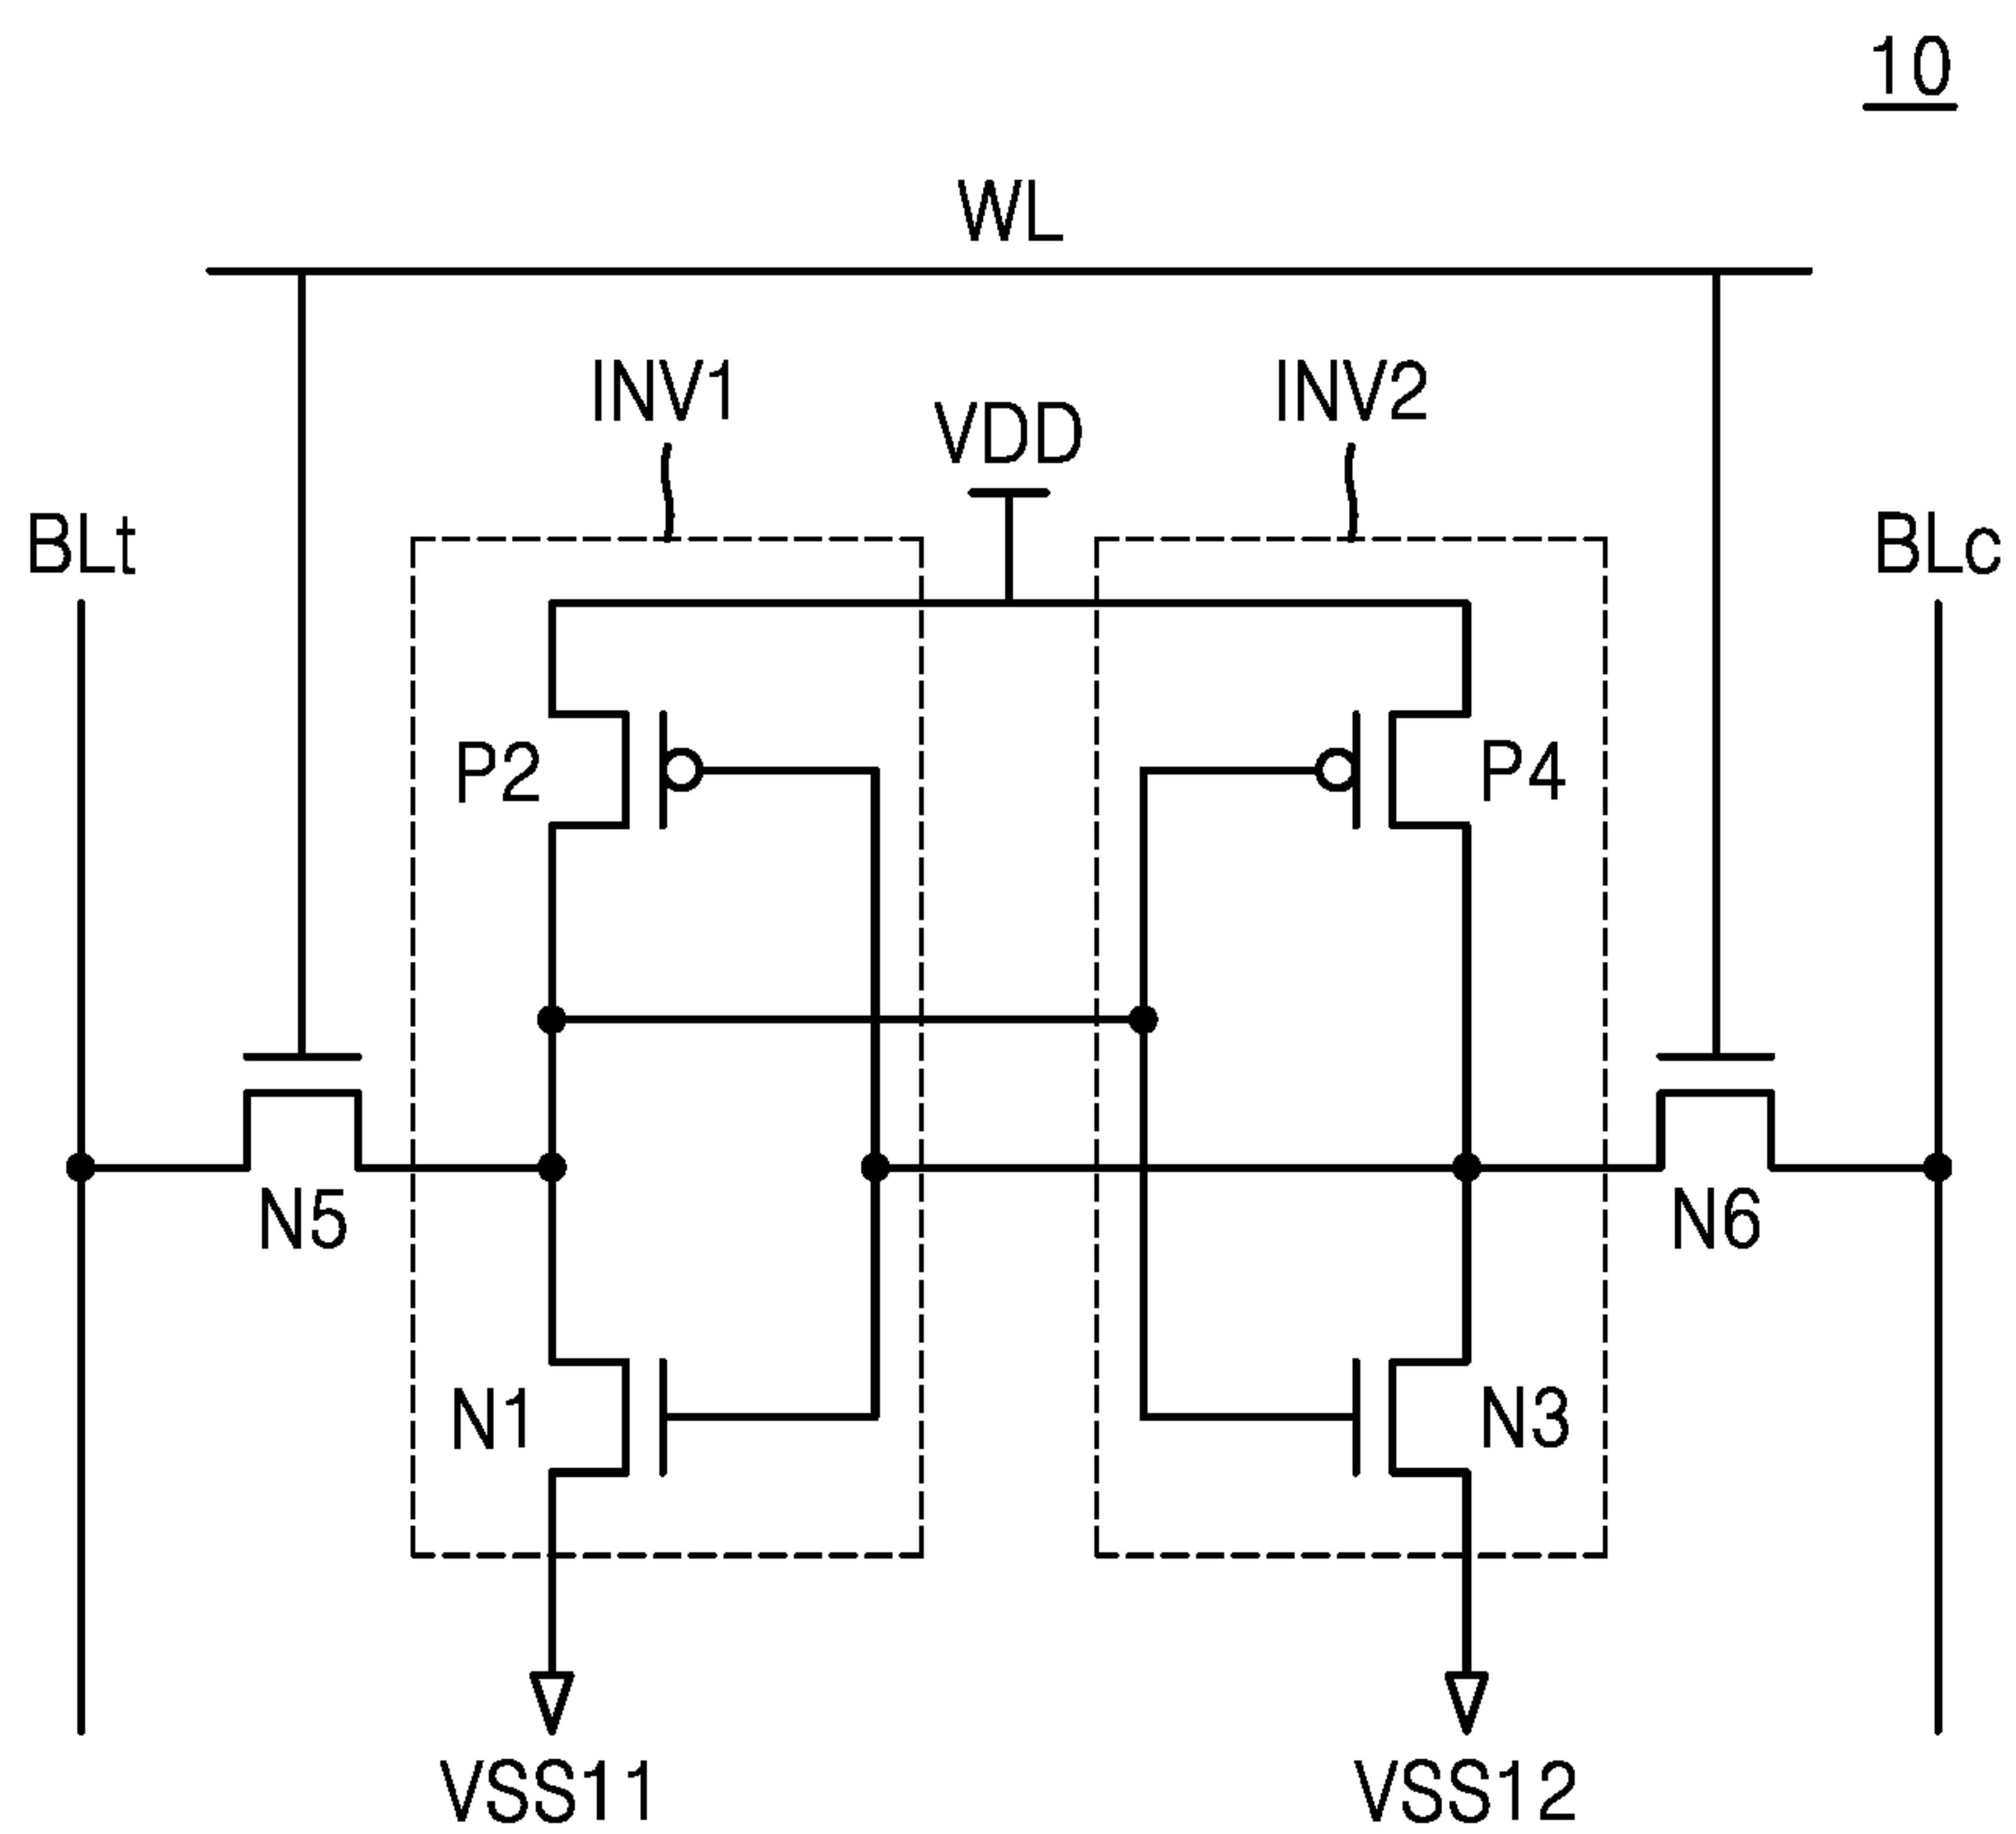 10
WL
INV1
INV2
VDD
BLt
BLc
P2
P4
N5
N6
N1
N3
VSS11
VSS12